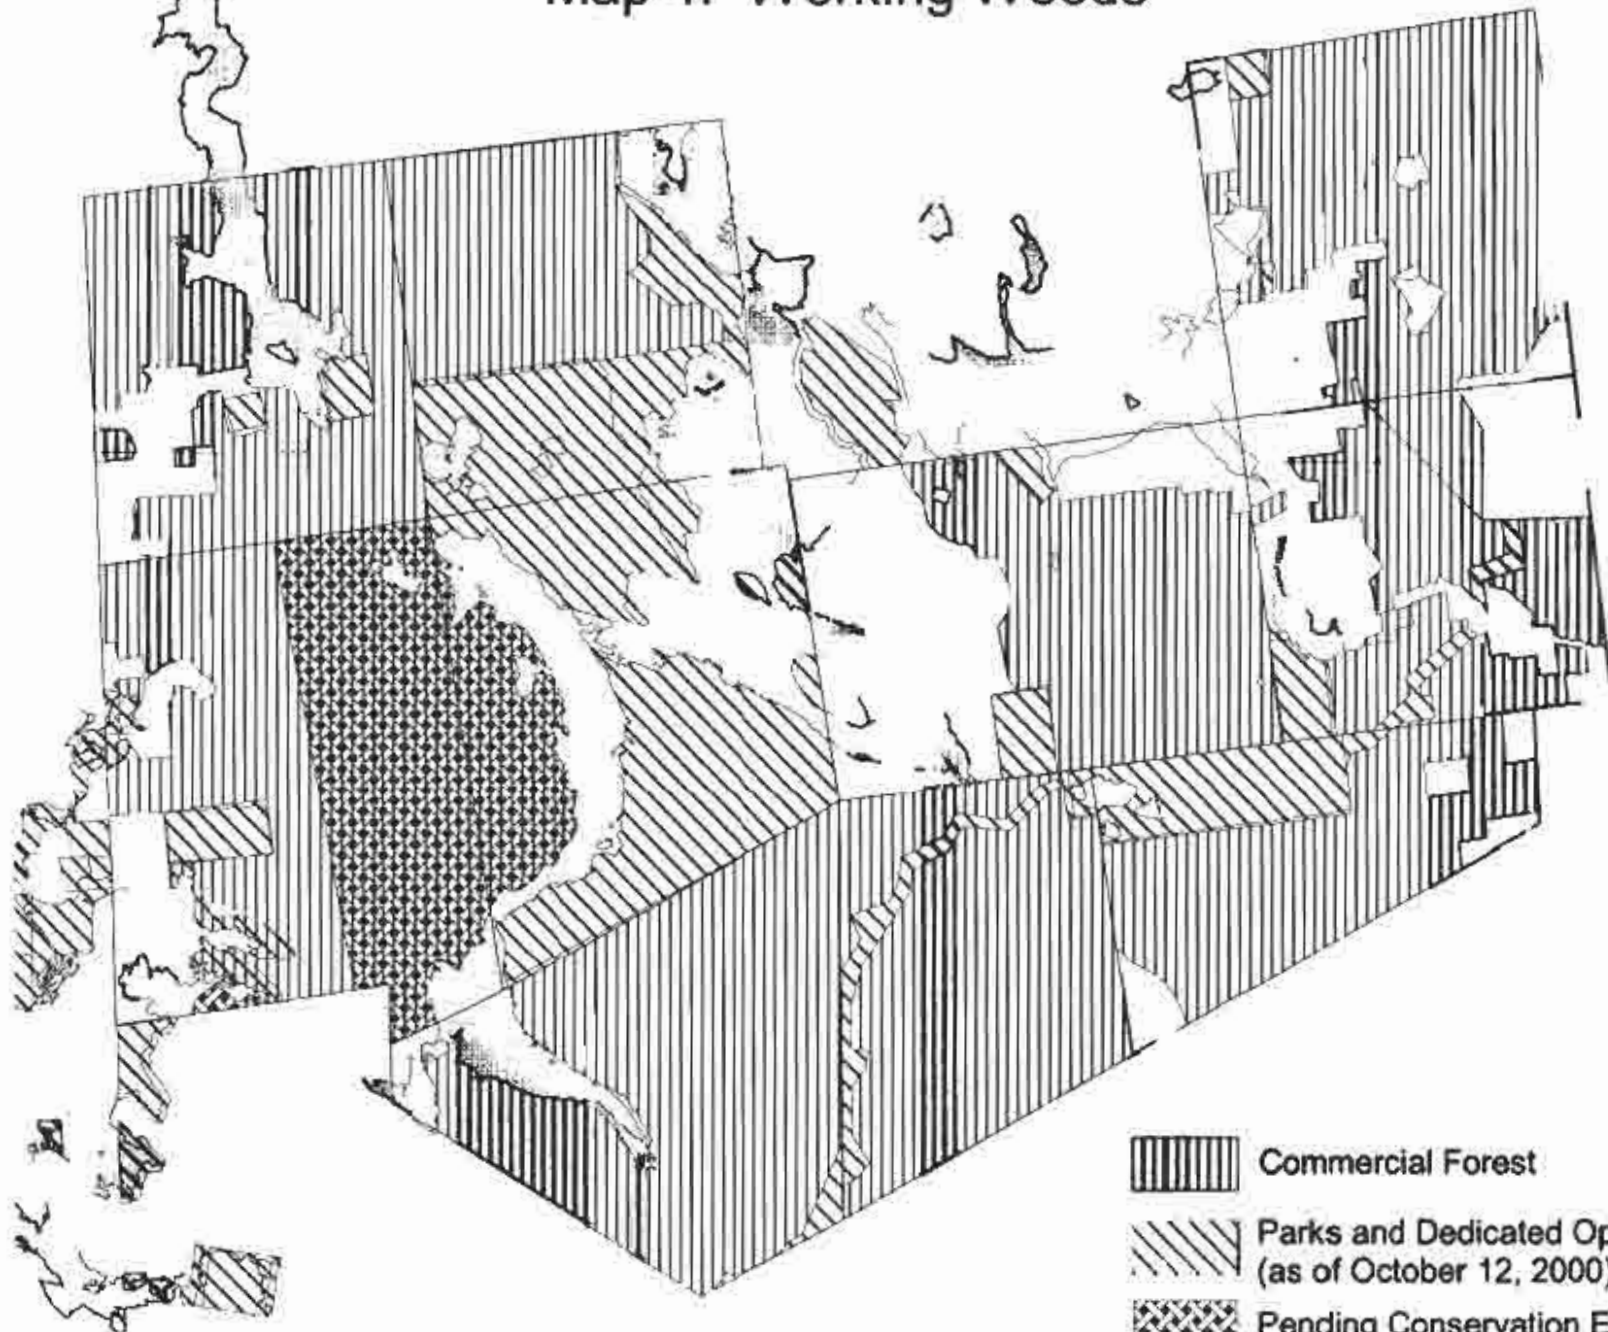 Commercial Forest
Parks and Dedicated Op
(as of October 12, 2000)
Pending Conservation E